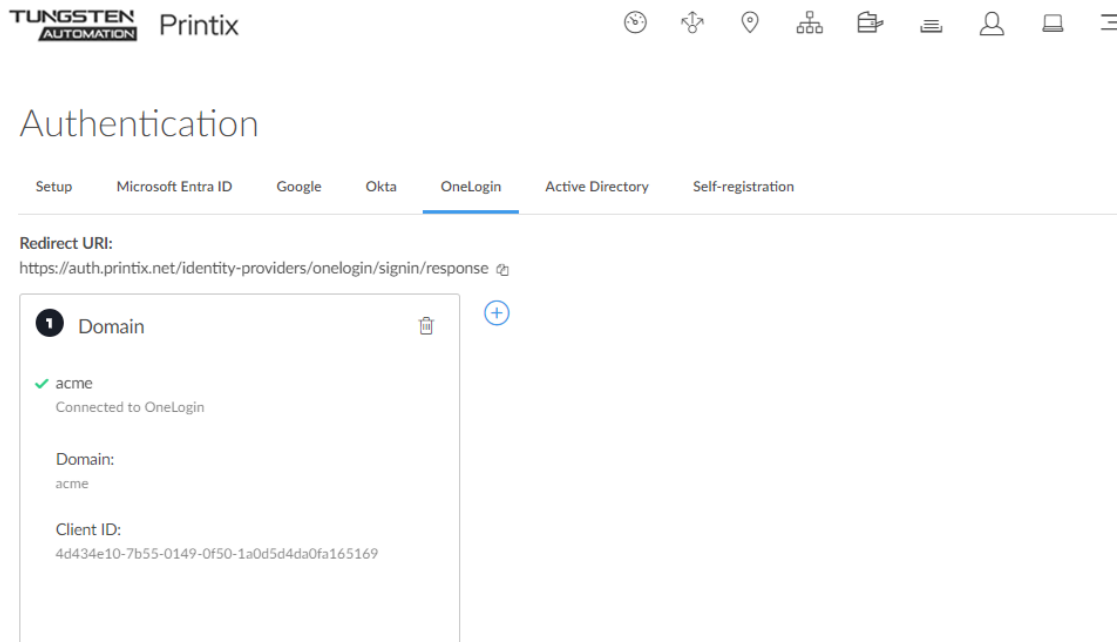 TUNGSTEN
AUTOMATION
Printix
Authentication
Setup Microsoft Entra ID Google Okta OneLogin Active Directory Self-registration
Redirect URI:
https://auth.printix.net/identity-providers/onelogin/signin/response
1 Domain
acme
Connected to OneLogin
Domain:
acme
Client ID:
4d434e10-7b55-0149-0f50-1a0d5d4da0fa165169